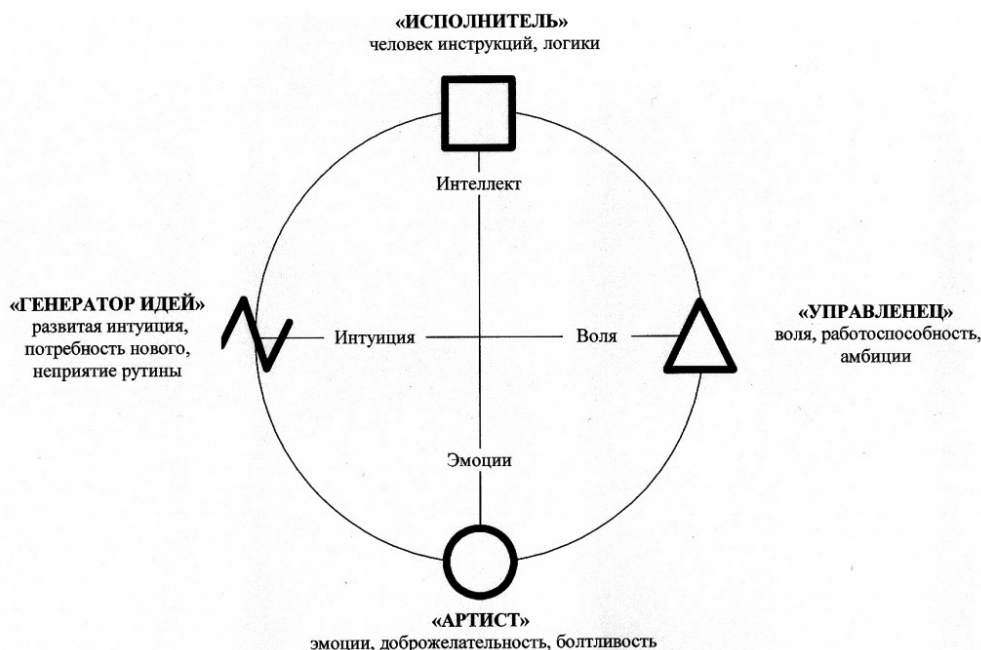 «ИСПОЛНИТЕЛЬ»
человек инструкций, логики
Интеллект
«ГЕНЕРАТОР ИДЕЙ»
развитая интуиция,
потребность нового,
неприятие рутины
Интуиция
Воля
«УПРАВЛЕНЕЦ»
воля, работоспособность,
амбиции
Эмоции
«АРТИСТ»
эмоции, доброжелательность, болтливость